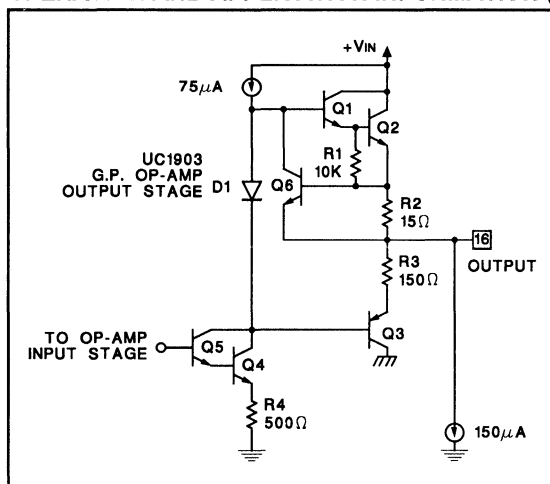 +VIN
75µA
Q1
Q2
R1
10K
UC1903
G.P. OP-AMP
OUTPUT STAGE
D1
Q6
R2
15Ω
16
OUTPUT
R3
150Ω
TO OP-AMP
INPUT STAGE
Q5
Q4
Q3
R4
500Ω
150µA